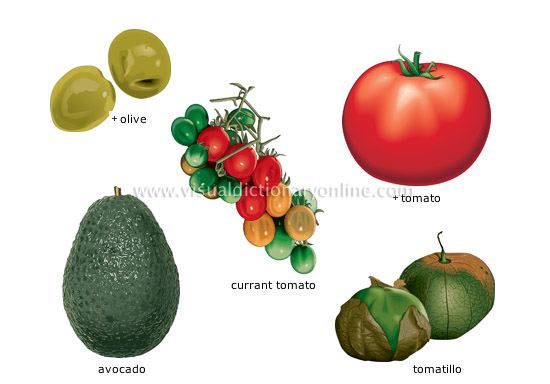 + olive
www.visualdictionaryonline.com
+ tomato
currant tomato
avocado
tomatillo